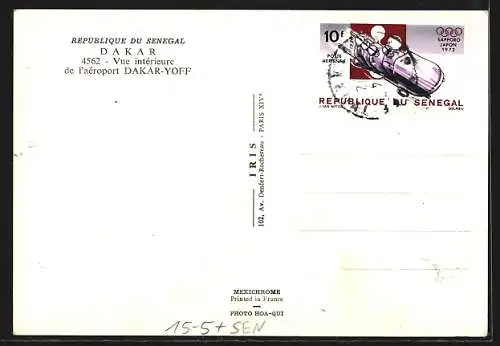 REPUBLIQUE DU SENEGAL
DAKAR
4562 - Vue intérieure
de l'aéroport DAKAR-YOFF
10F
POSTE
AERIENNE
SAPPORO
JAPON
1972
REPUBLIQUE DU SENEGAL
IRIS
102, Av. Denfert-Rochereau - PARIS XIVe
MEXICHROME
Printed in France
PHOTO HOA-QUI
15-5+ SEN